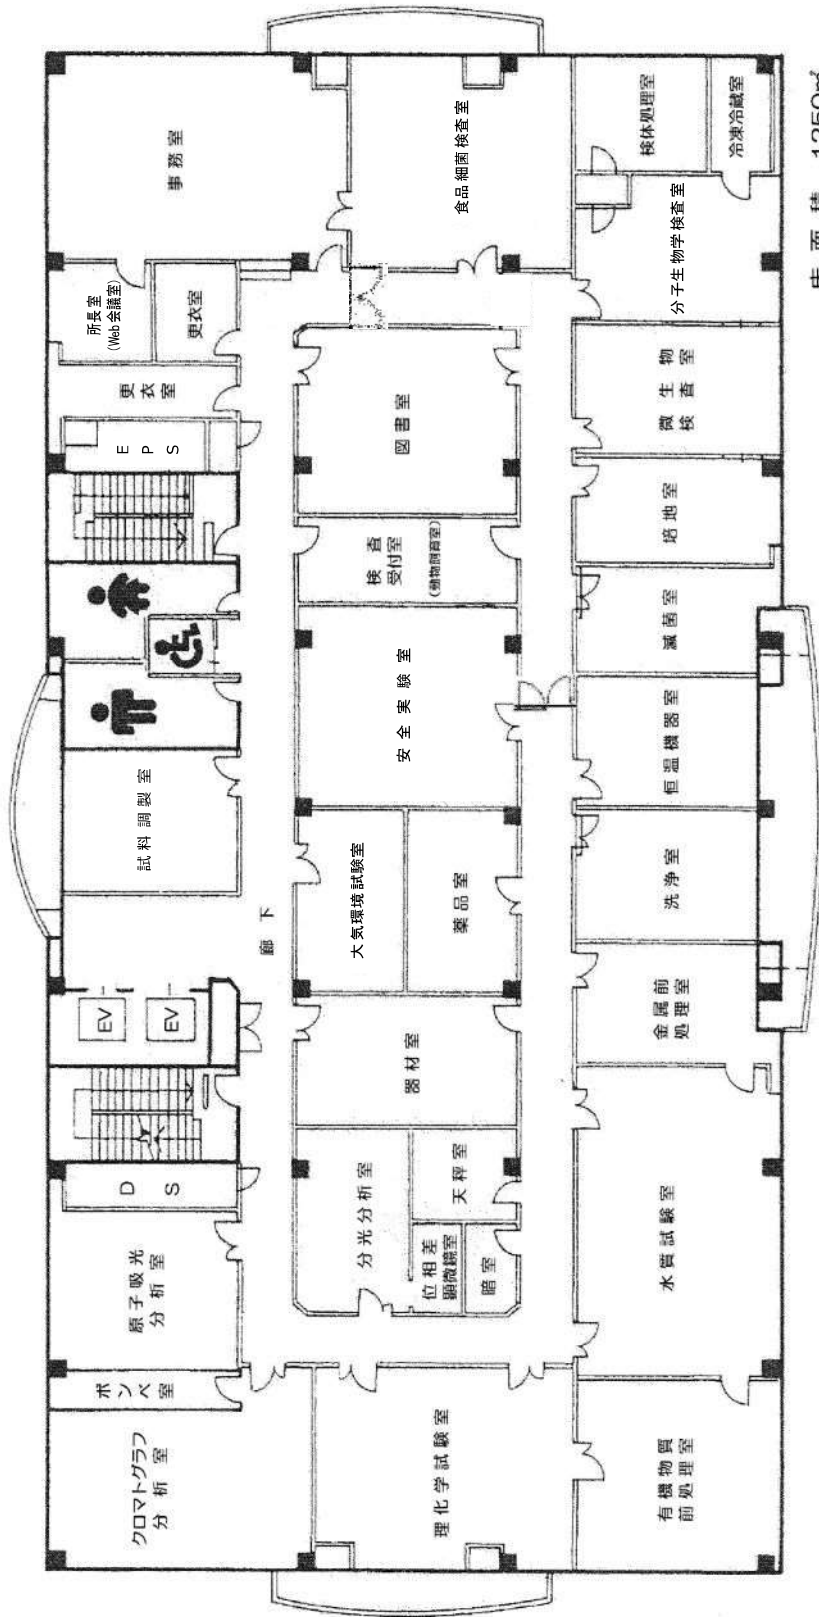 クロマトグラフ
分析室
ボンベ室
原子吸光
分析室
DS
EV
EV
試料調製室
EPS
更衣室
所長室
(Web会議室)
更衣室
事務室
廊下
理化学試験室
分光分析室
位相差
顕微鏡室
暗室
天秤室
器材室
大気環境試験室
薬品室
安全実験室
検査
受付室
(動物飼育室)
図書室
食品細菌検査室
有機物質
前処理室
水質試験室
金属前
処理室
洗浄室
恒温機器室
滅菌室
培地室
微生物
検査室
分子生物学検査室
検体処理室
冷凍冷蔵室
床面積 1250㎡